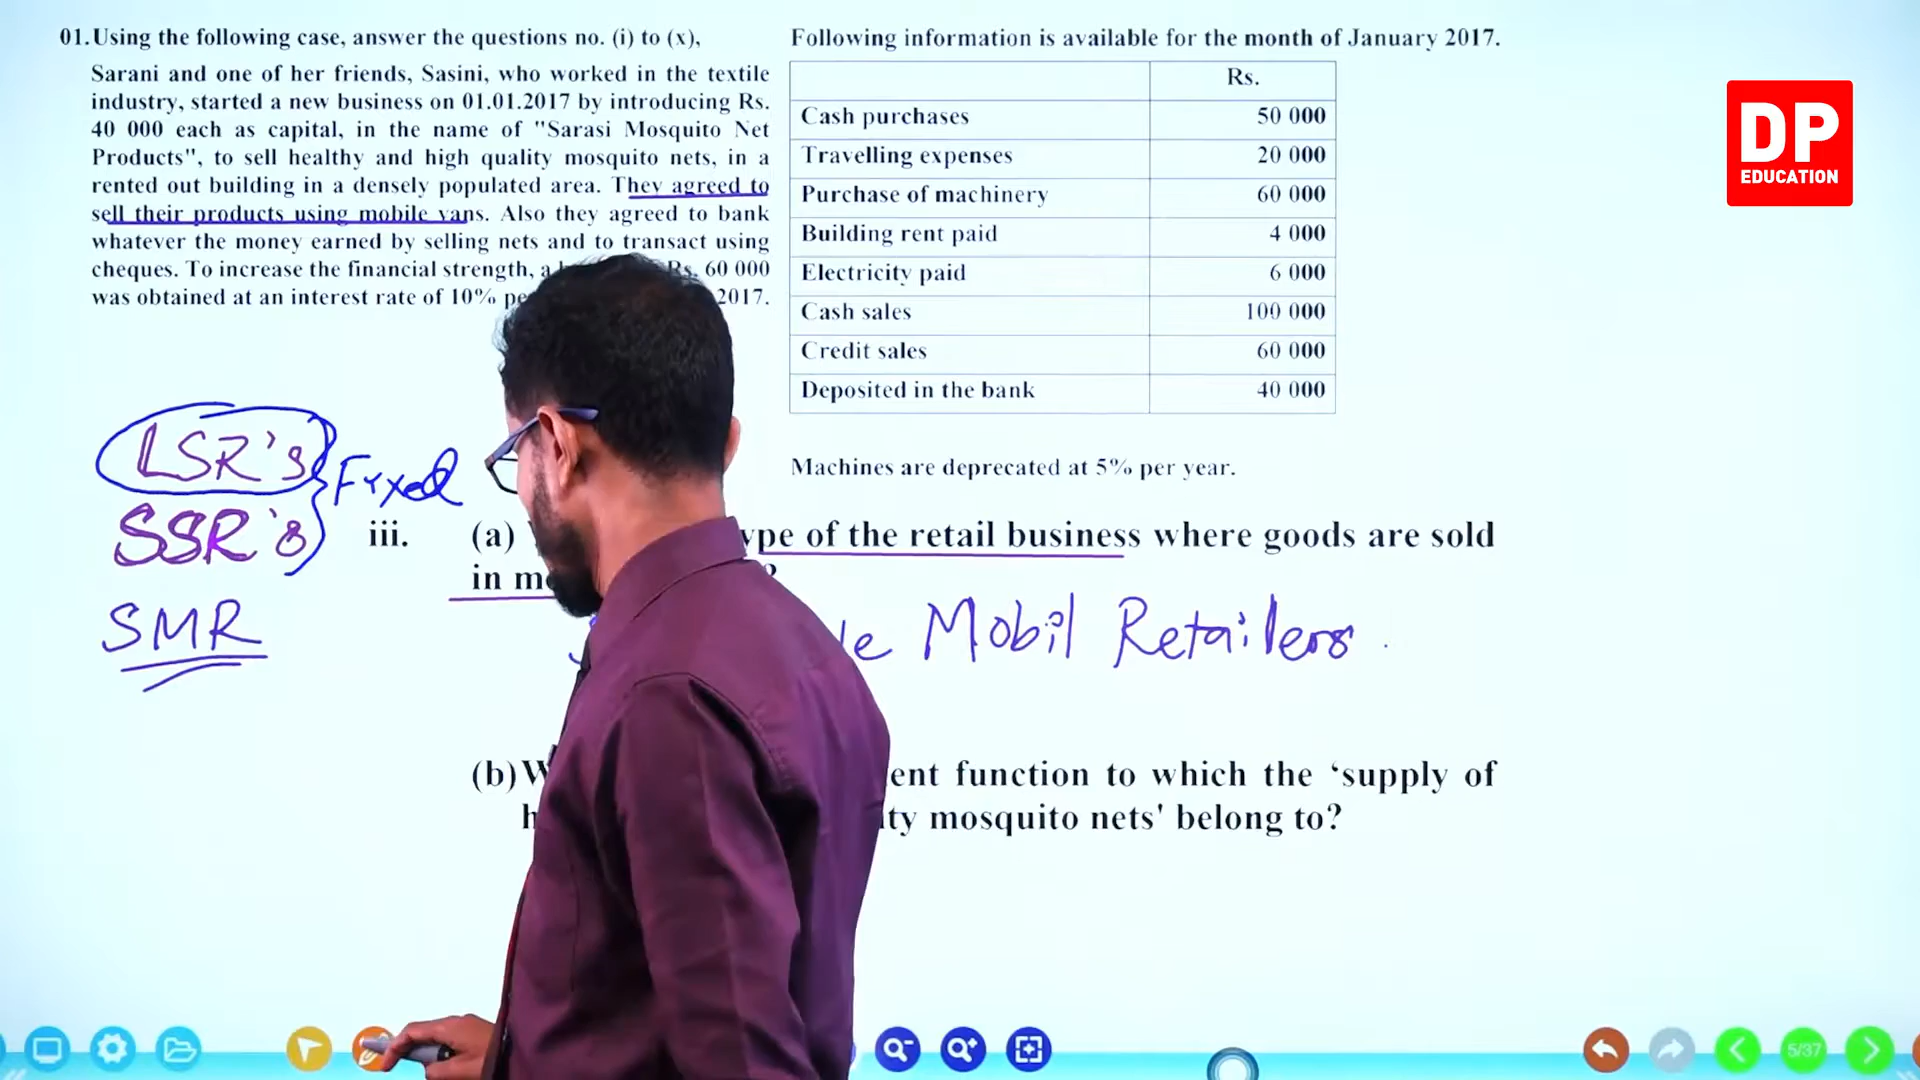 01. Using the following case, answer the questions no. (i) to (x),
Sarani and one of her friends, Sasini, who worked in the textile
industry, started a new business on 01.01.2017 by introducing Rs.
40 000 each as capital, in the name of "Sarasi Mosquito Net
Products", to sell healthy and high quality mosquito nets, in a
rented out building in a densely populated area. They agreed to
sell their products using mobile vans. Also they agreed to bank
whatever the money earned by selling nets and to transact using
cheques. To increase the financial strength, a Rs. 60 000
was obtained at an interest rate of 10% 2017.
Following information is available for the month of January 2017.
Rs.
Cash purchases 50 000
Travelling expenses 20 000
Purchase of machinery 60 000
Building rent paid 4 000
Electricity paid 6 000
Cash sales 100 000
Credit sales 60 000
Deposited in the bank 40 000
Machines are deprecated at 5% per year.
DP
EDUCATION
LSR's
SSR's
Fixed
SMR
iii. (a) of the retail business where goods are sold
in
Mobil Retailers.
(b) function to which the ‘supply of
mosquito nets' belong to?
5/37